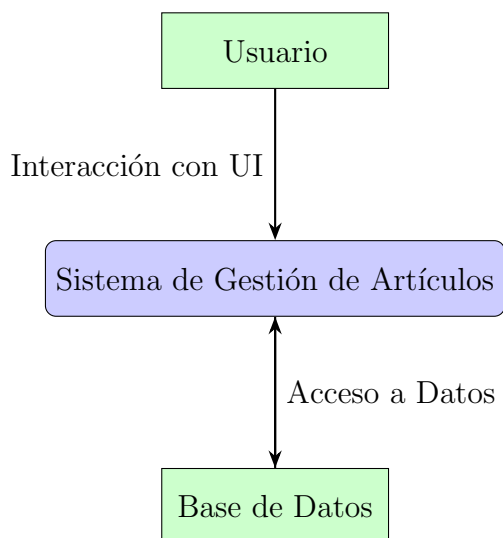 Usuario
Interacción con UI
Sistema de Gestión de Artículos
Acceso a Datos
Base de Datos